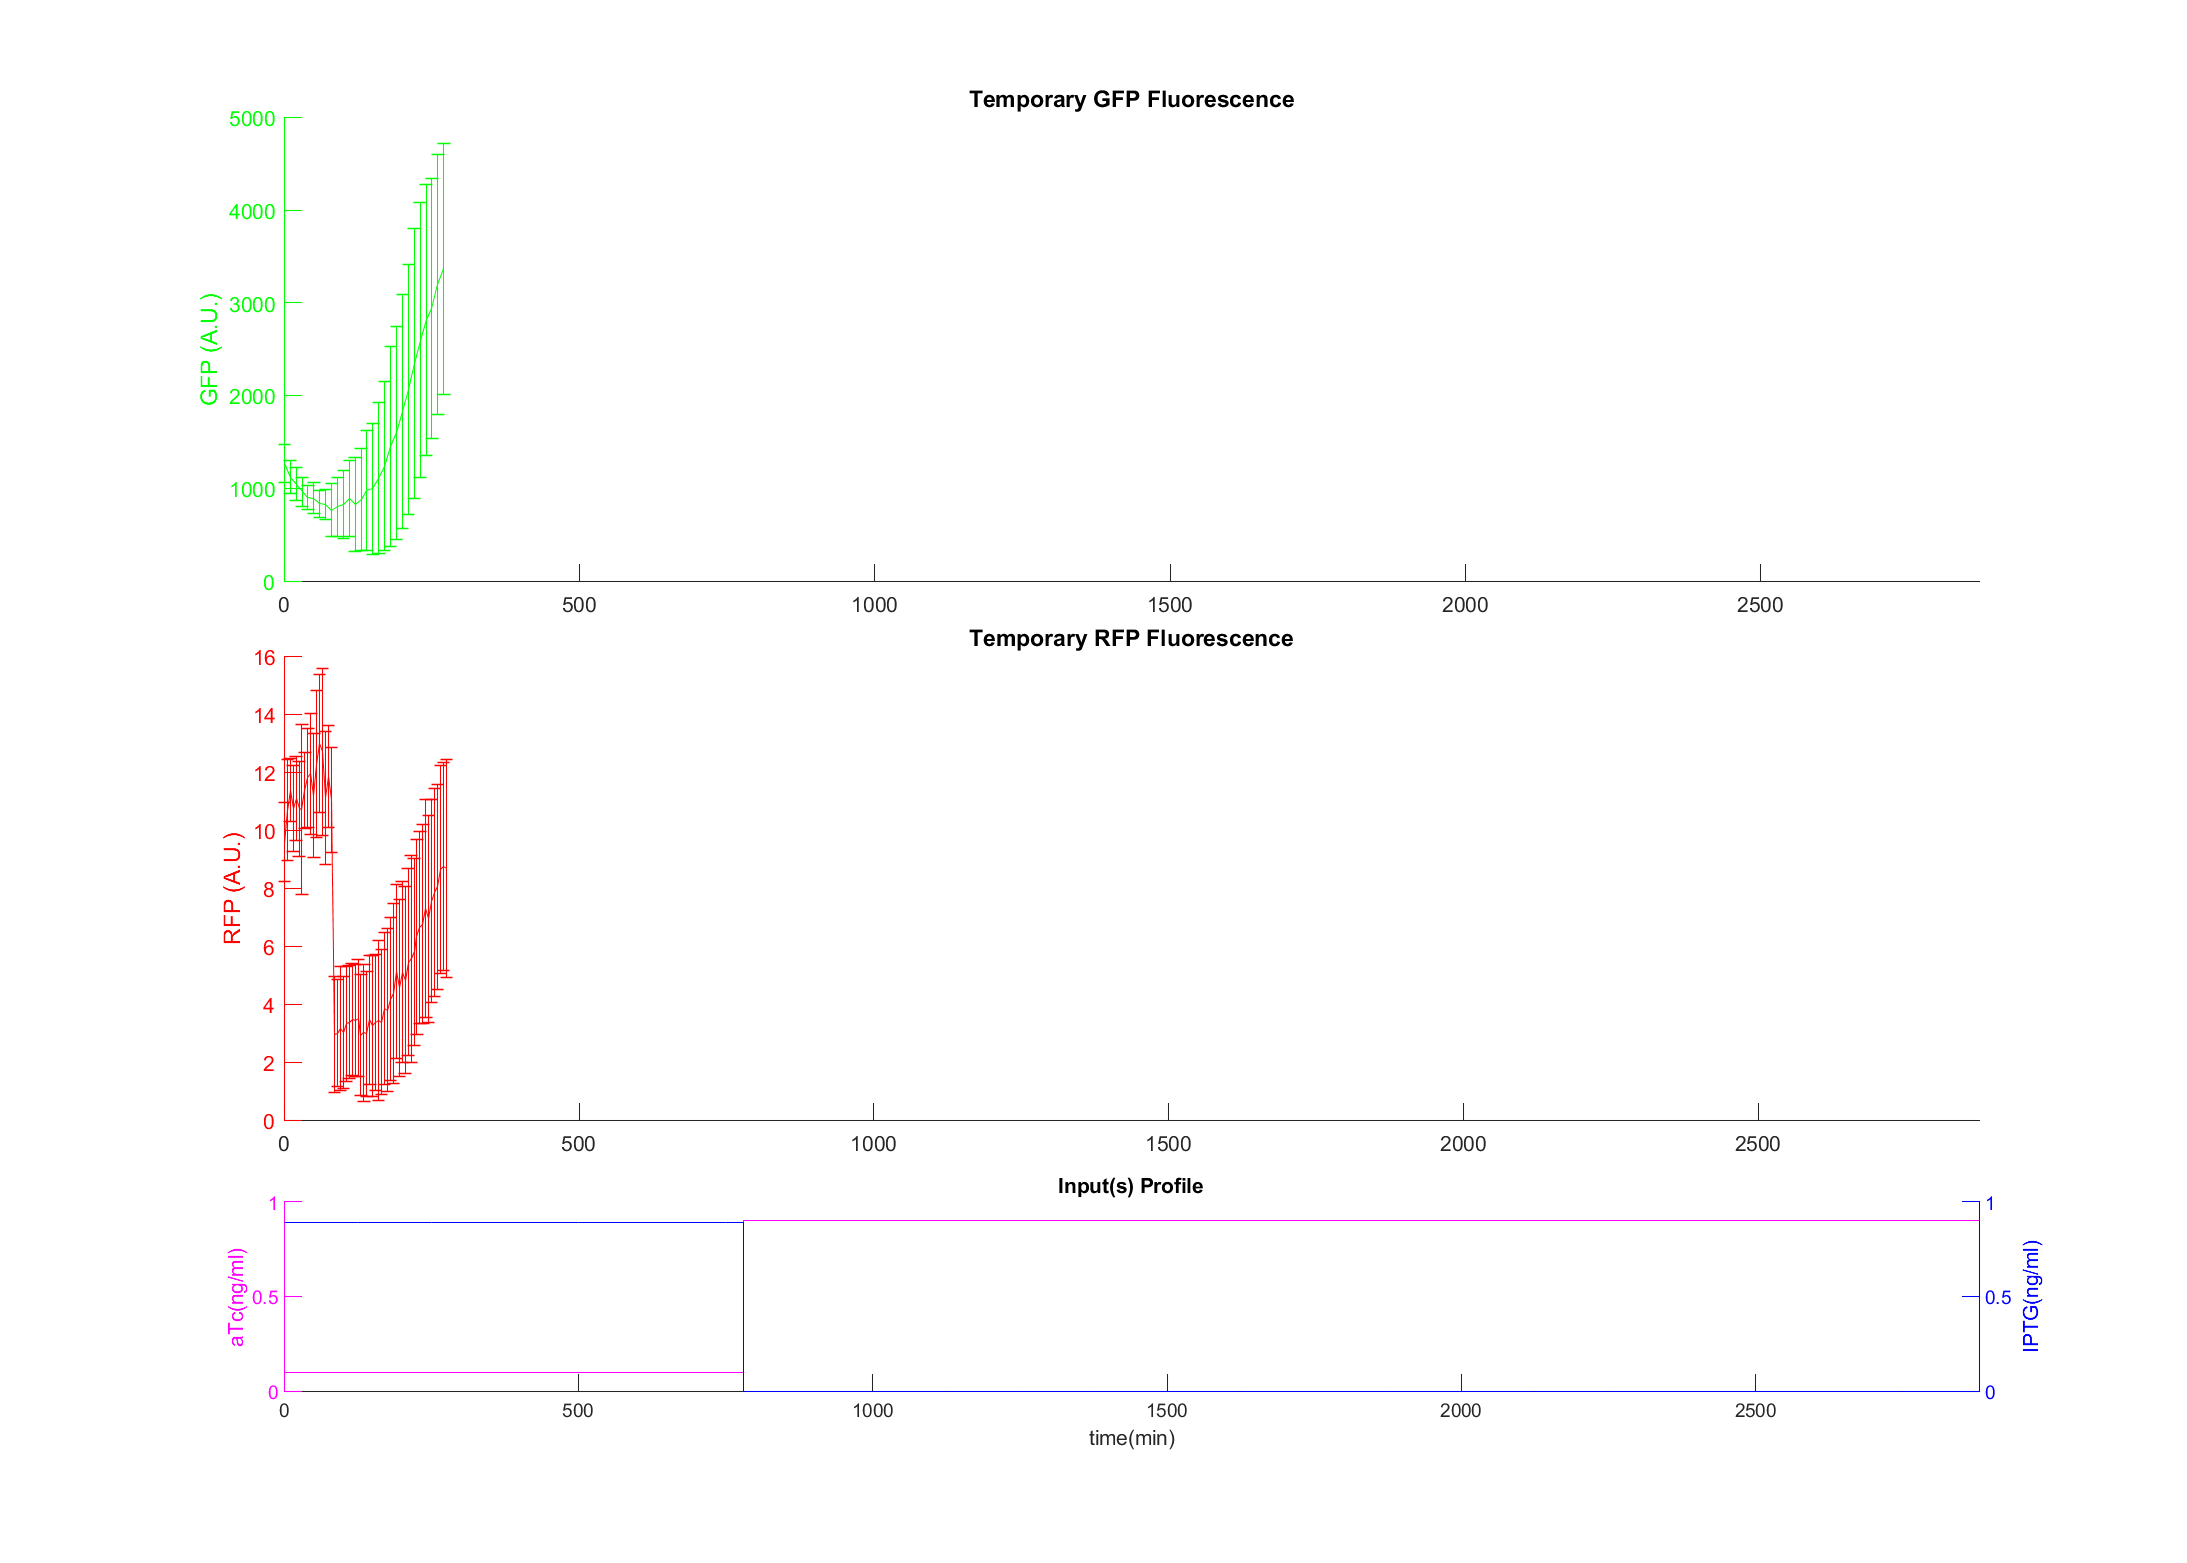 Temporary GFP Fluorescence
5000
4000
3000
2000
1000
0
GFP (A.U.)
0 500 1000 1500 2000 2500
Temporary RFP Fluorescence
16
14
12
10
8
6
4
2
0
RFP (A.U.)
0 500 1000 1500 2000 2500
Input(s) Profile
1 1
0.5 0.5
0 0
aTc(ng/ml)
IPTG(ng/ml)
0 500 1000 1500 2000 2500
time(min)